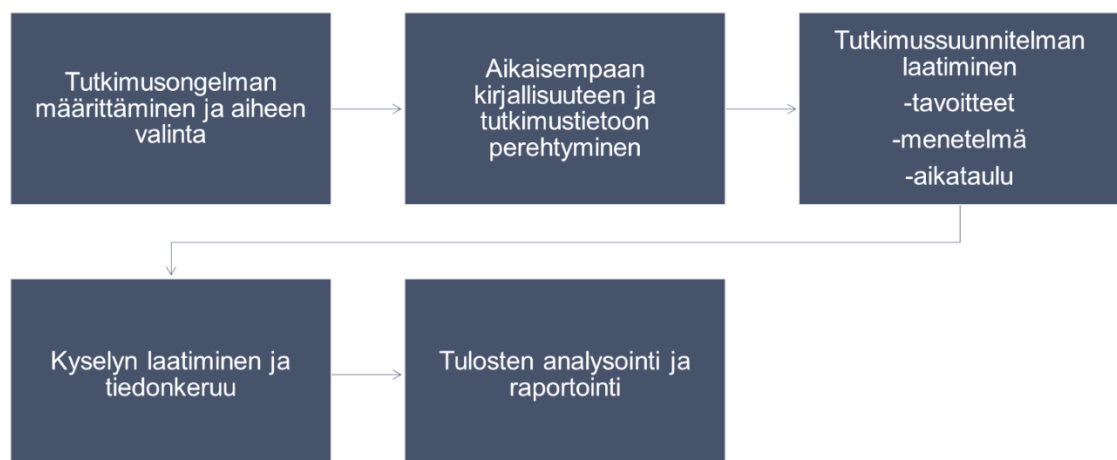 Tutkimusongelman
määrittäminen ja aiheen
valinta
Aikaisempaan
kirjallisuuteen ja
tutkimustietoon
perehtyminen
Tutkimussuunnitelman
laatiminen
-tavoitteet
-menetelmä
-aikataulu
Kyselyn laatiminen ja
tiedonkeruu
Tulosten analysointi ja
raportointi